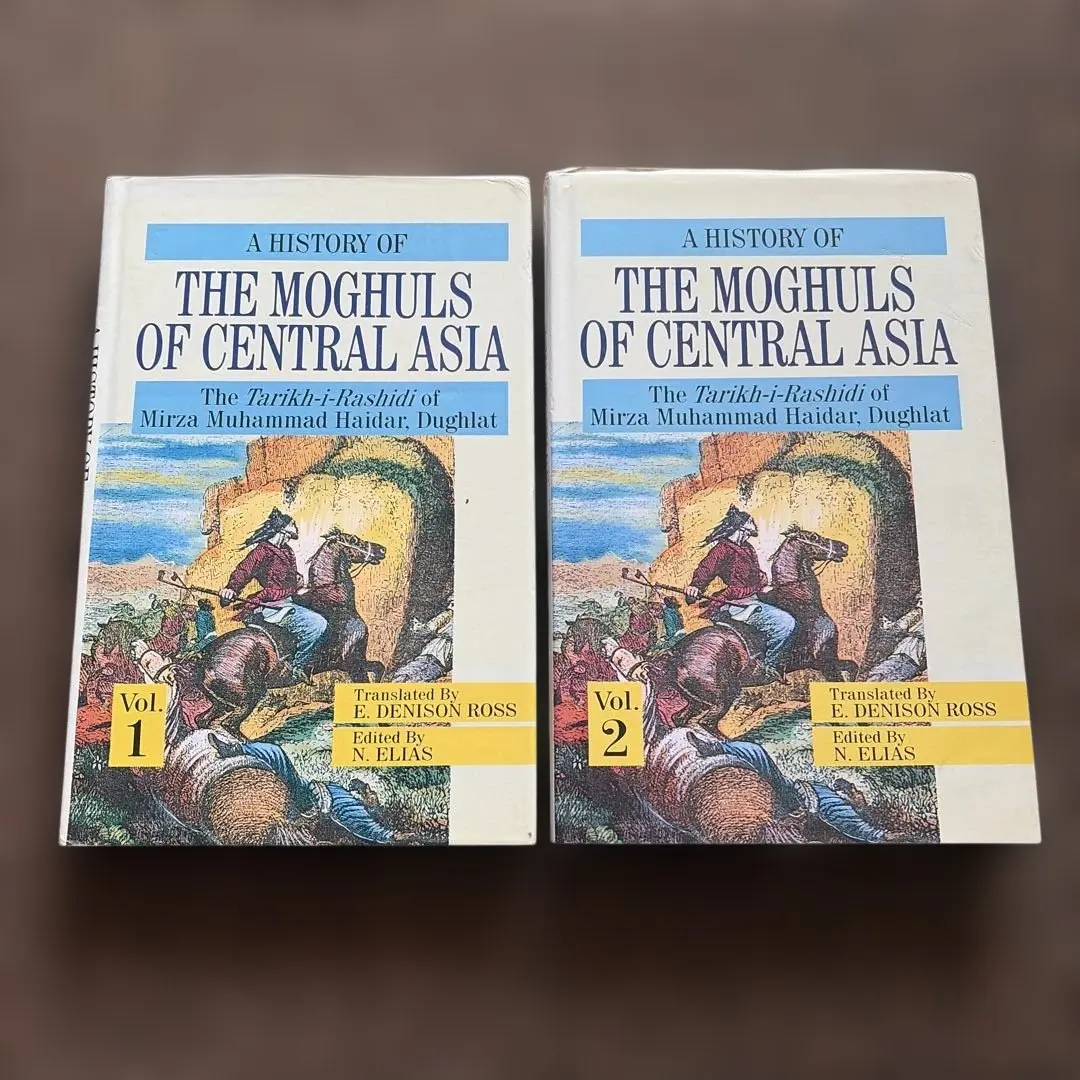 A HISTORY OF
THE MOGHULS
OF CENTRAL ASIA
The Tarikh-i-Rashidi of
Mirza Muhammad Haidar, Dughlat
Vol.
1
Translated By
E. DENISON ROSS
Edited By
N. ELIAS
A HISTORY OF
THE MOGHULS
OF CENTRAL ASIA
The Tarikh-i-Rashidi of
Mirza Muhammad Haidar, Dughlat
Vol.
2
Translated By
E. DENISON ROSS
Edited By
N. ELIAS
A HISTORY OF